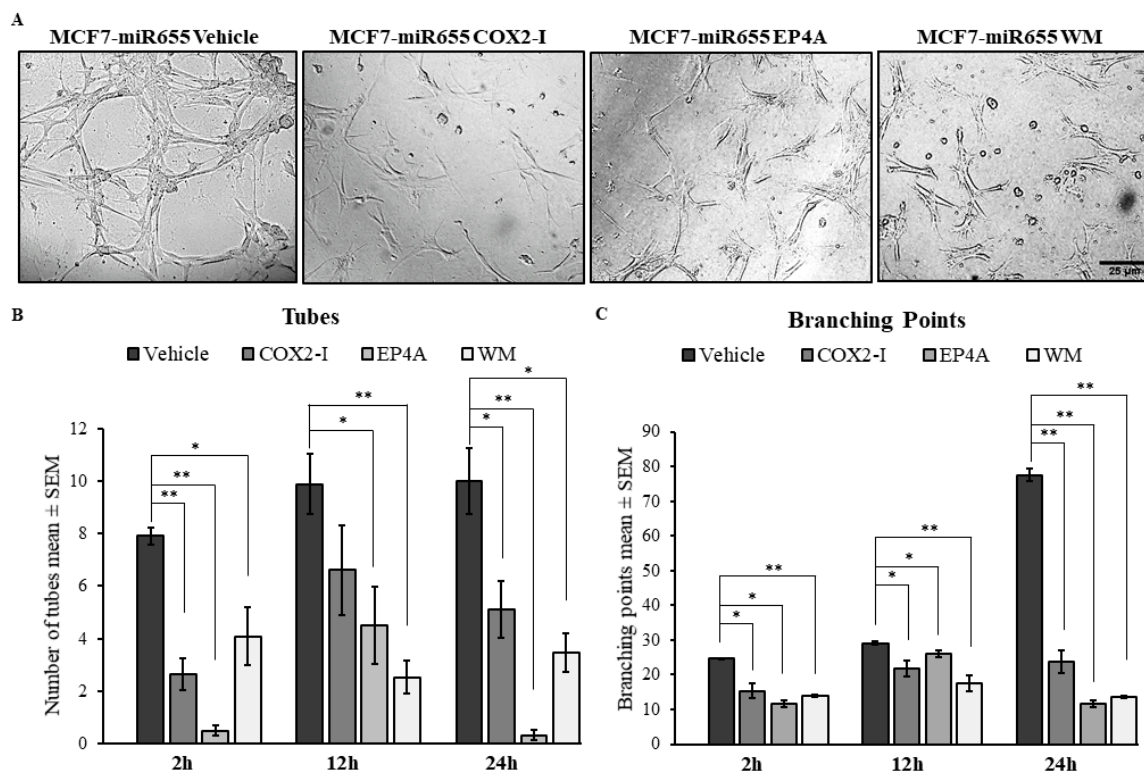 A
MCF7-miR655 Vehicle
MCF7-miR655 COX2-I
MCF7-miR655 EP4A
MCF7-miR655 WM
25 µm
B
Tubes
Vehicle COX2-I EP4A WM
Number of tubes mean ± SEM
12
10
8
6
4
2
0
*
**
**
**
*
*
**
*
2h 12h 24h
C
Branching Points
Vehicle COX2-I EP4A WM
Branching points mean ± SEM
90
80
70
60
50
40
30
20
10
0
**
*
*
**
*
*
**
**
**
2h 12h 24h